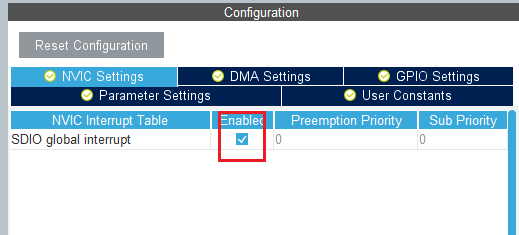 Configuration
Reset Configuration
NVIC Settings DMA Settings GPIO Settings
Parameter Settings User Constants
NVIC Interrupt Table Enabled Preemption Priority Sub Priority
SDIO global interrupt 0 0